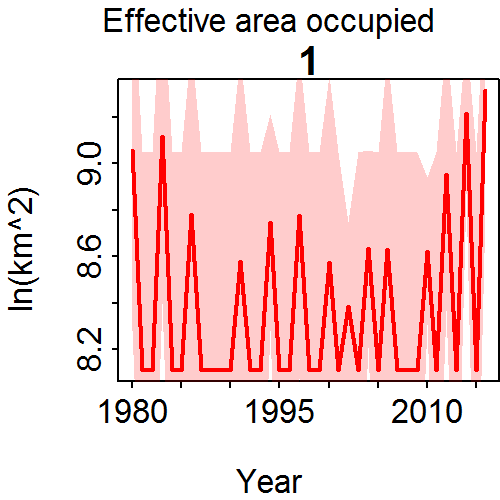 Effective area occupied
1
ln(km^2)
9.0
8.6
8.2
1980 1995 2010
Year